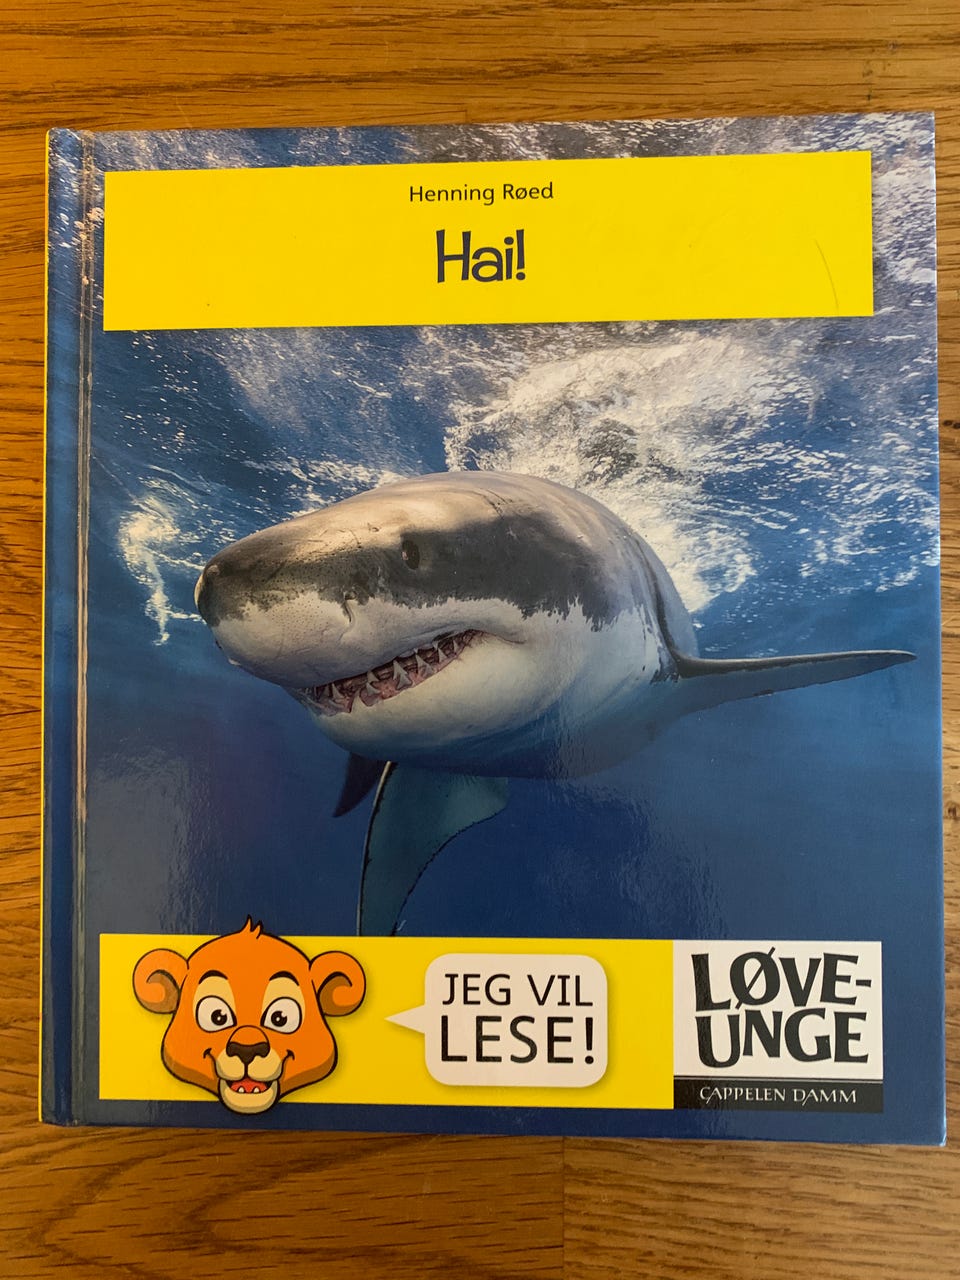 Henning Røed
Hai!
JEG VIL
LESE!
LØVE-
UNGE
CAPPELEN DAMM